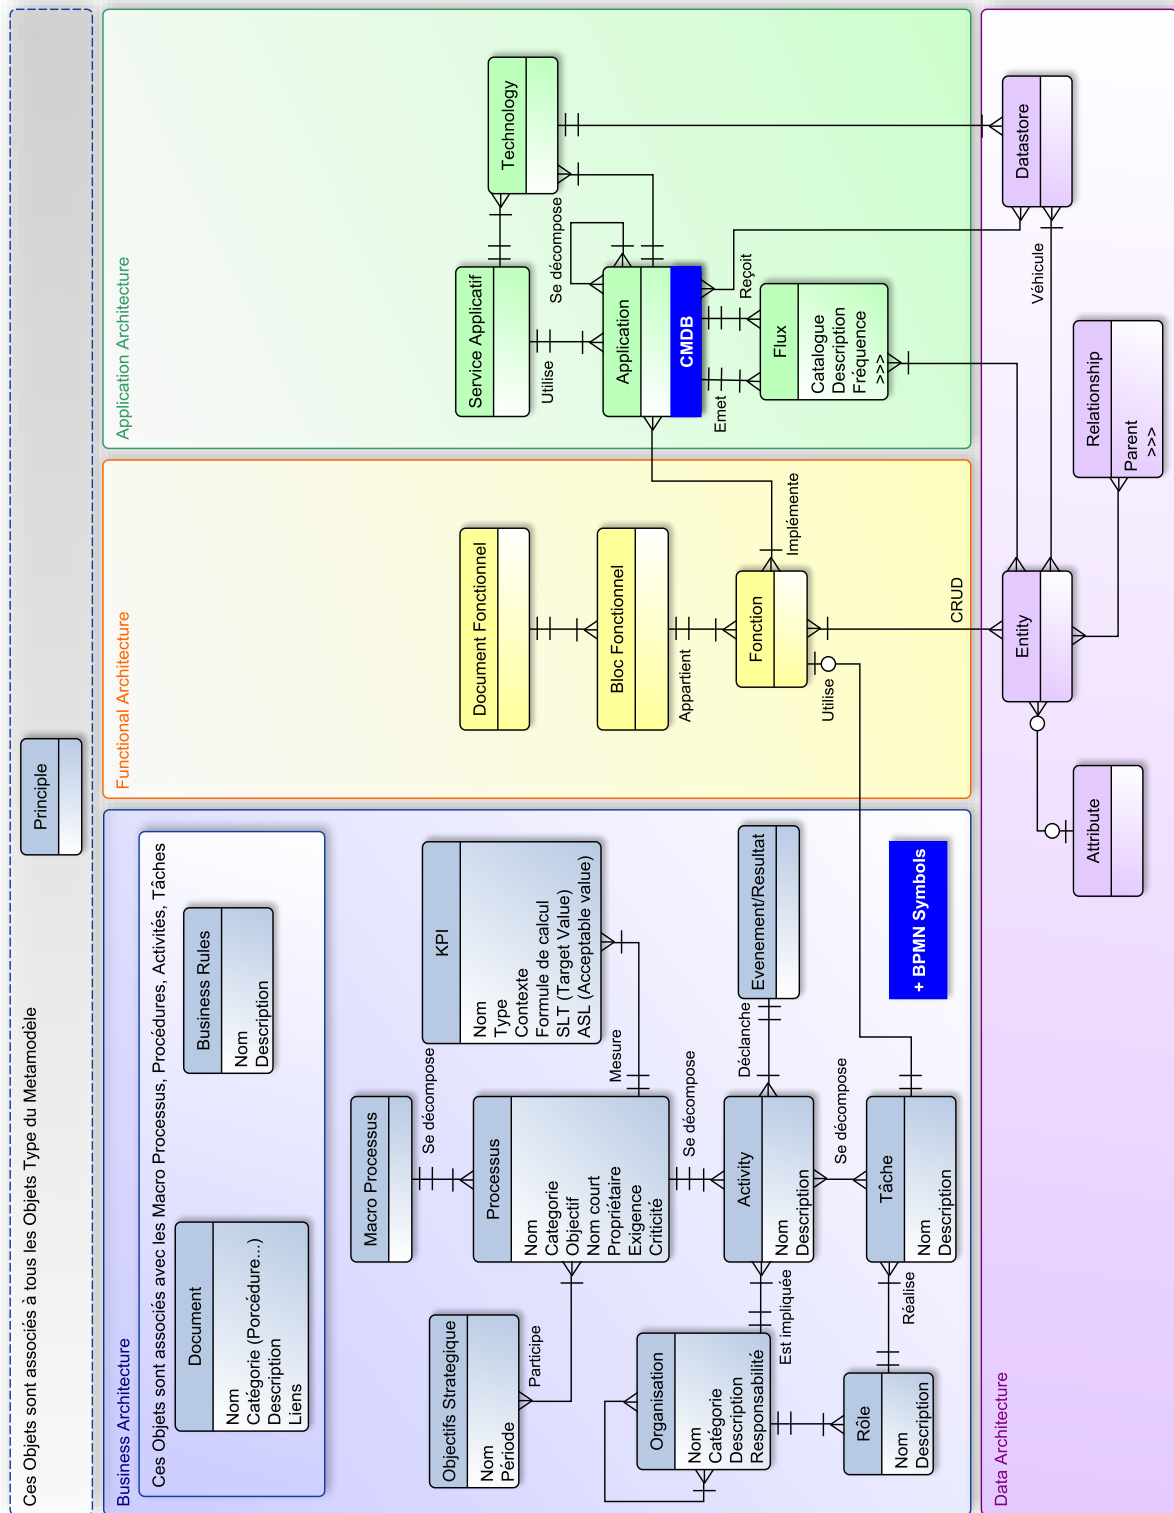 Ces Objets sont associés à tous les Objets Type du Metamodèle
Principle
Business Architecture
Ces Objets sont associés avec les Macro Processus, Procédures, Activités, Tâches
Document
Nom
Catégorie (Porcédure...)
Description
Liens
Business Rules
Nom
Description
Macro Processus
Se décompose
KPI
Nom
Type
Contexte
Formule de calcul
SLT (Target Value)
ASL (Acceptable value)
Mesure
Objectifs Strategique
Nom
Période
Participe
Processus
Nom
Categorie
Objectif
Nom court
Propriétaire
Exigence
Criticité
Se décompose
Organisation
Nom
Catégorie
Description
Responsabilité
Est impliquée
Activity
Nom
Description
Déclanche
Evenement/Resultat
Se décompose
Rôle
Nom
Description
Réalise
Tâche
Nom
Description
+ BPMN Symbols
Functional Architecture
Document Fonctionnel
Bloc Fonctionnel
Appartient
Fonction
Implémente
Utilise
CRUD
Application Architecture
Service Applicatif
Utilise
Technology
Se décompose
Application
CMDB
Emet
Reçoit
Flux
Catalogue
Description
Fréquence
>>>
Data Architecture
Attribute
Entity
Véhicule
Datastore
Relationship
Parent
>>>